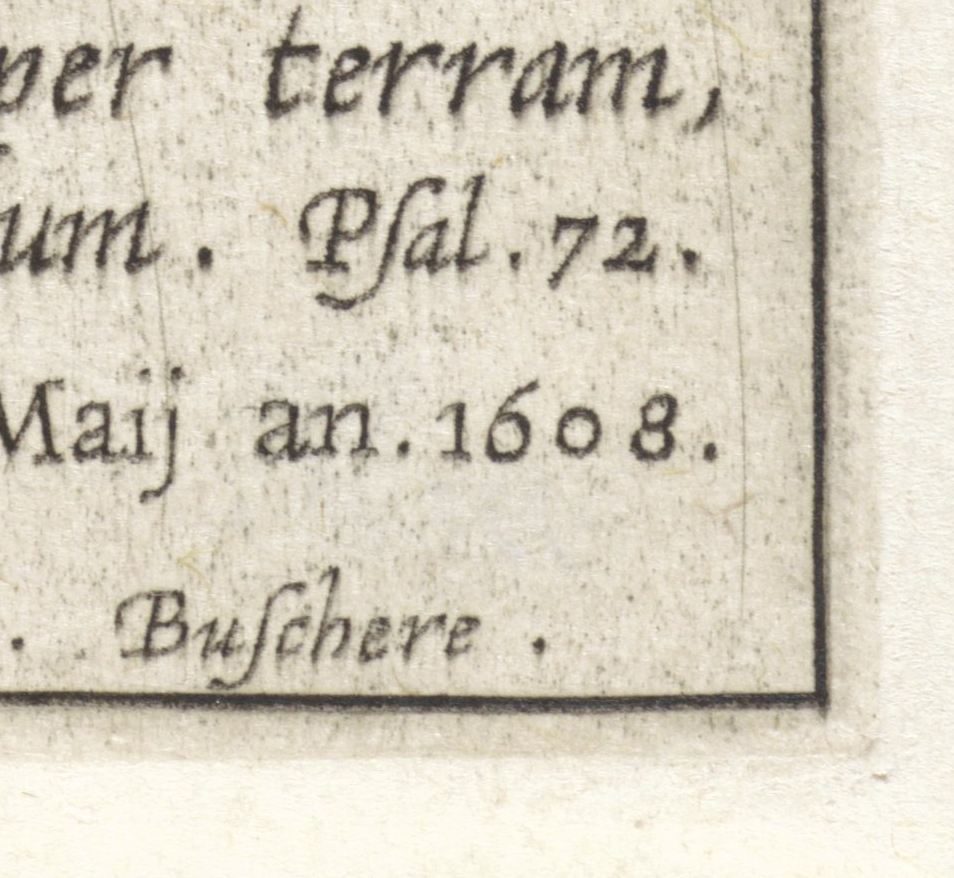 per terram,
um. Pſal. 72.
Maij an. 1608.
. Buſchere .